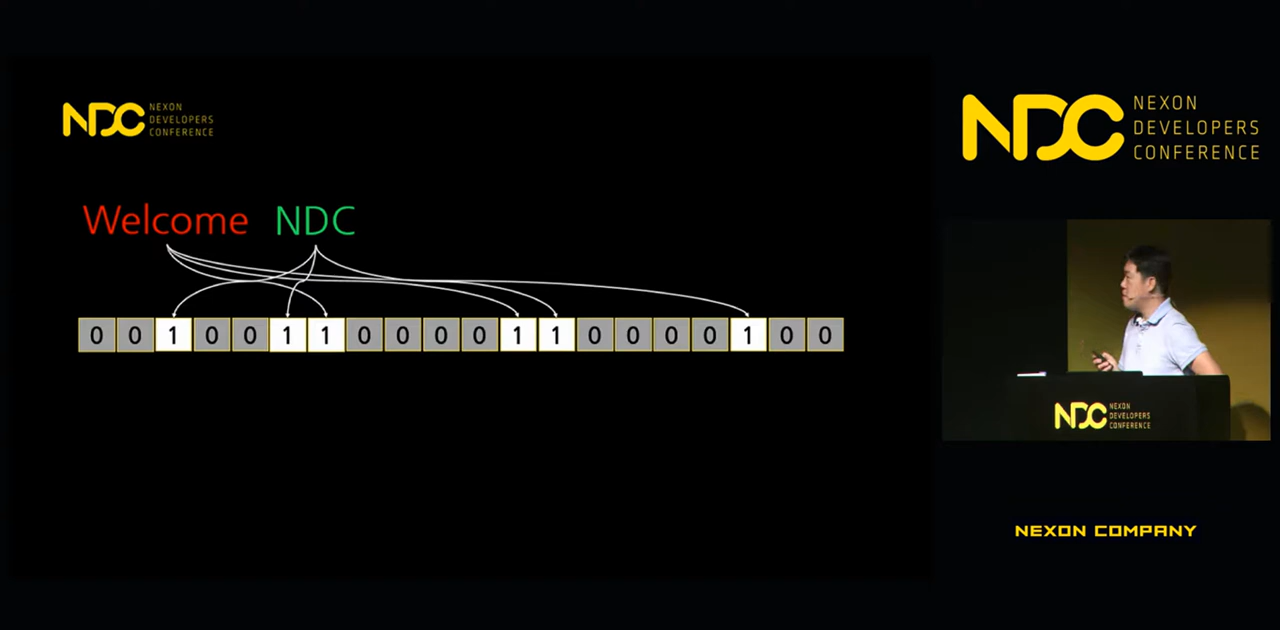 NDC NEXON
DEVELOPERS
CONFERENCE
Welcome NDC
0 0 1 0 0 1 1 0 0 0 0 1 1 0 0 0 0 1 0 0
NDC NEXON
DEVELOPERS
CONFERENCE
NDC NEXON
DEVELOPERS
CONFERENCE
NEXON COMPANY